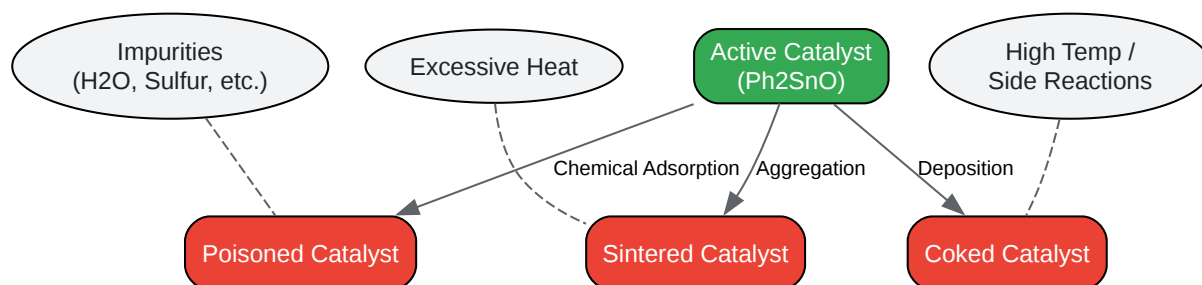 Impurities
(H2O, Sulfur, etc.)
Excessive Heat
Active Catalyst
(Ph2SnO)
High Temp /
Side Reactions
Chemical Adsorption
Aggregation
Deposition
Poisoned Catalyst
Sintered Catalyst
Coked Catalyst